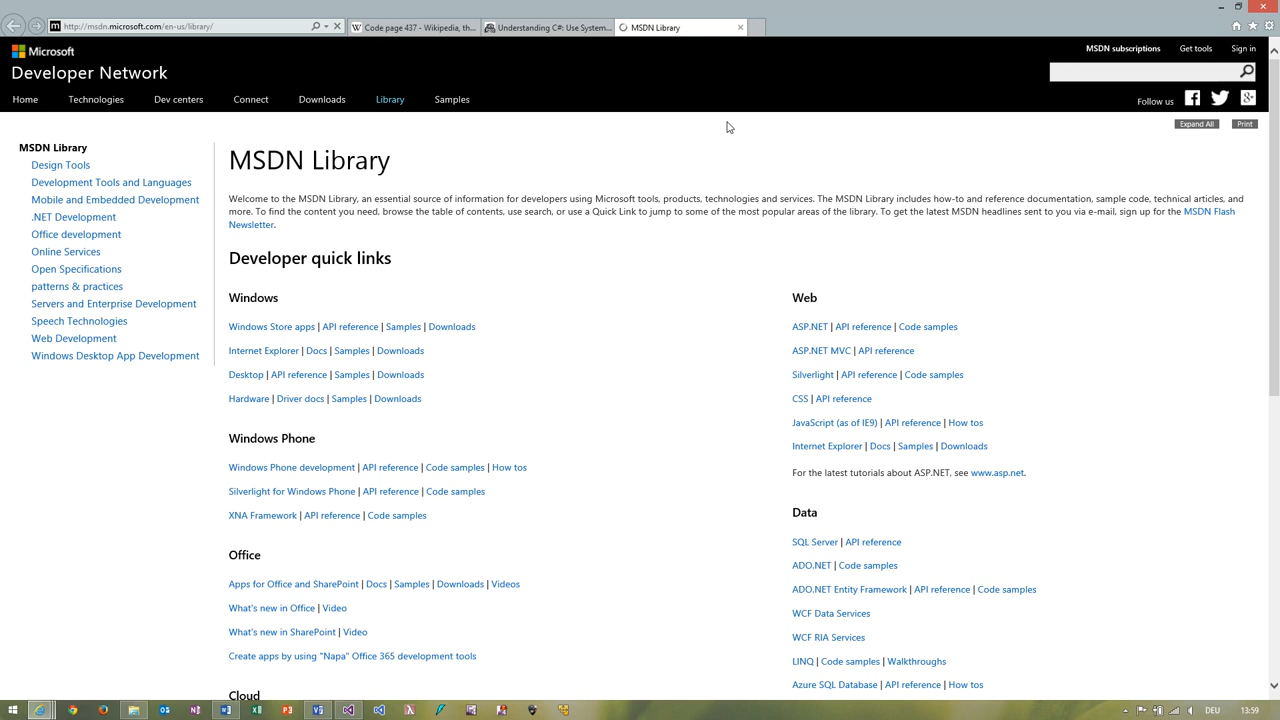 http://msdn.microsoft.com/en-us/library/
Code page 437 - Wikipedia, th...
Understanding C#: Use System...
MSDN Library
Microsoft
MSDN subscriptions Get tools Sign in
Developer Network
Home Technologies Dev centers Connect Downloads Library Samples
Follow us
Expand All Print
MSDN Library
Design Tools
Development Tools and Languages
Mobile and Embedded Development
.NET Development
Office development
Online Services
Open Specifications
patterns & practices
Servers and Enterprise Development
Speech Technologies
Web Development
Windows Desktop App Development
MSDN Library
Welcome to the MSDN Library, an essential source of information for developers using Microsoft tools, products, technologies and services. The MSDN Library includes how-to and reference documentation, sample code, technical articles, and
more. To find the content you need, browse the table of contents, use search, or use a Quick Link to jump to some of the most popular areas of the library. To get the latest MSDN headlines sent to you via e-mail, sign up for the MSDN Flash
Newsletter.
Developer quick links
Windows
Windows Store apps | API reference | Samples | Downloads
Internet Explorer | Docs | Samples | Downloads
Desktop | API reference | Samples | Downloads
Hardware | Driver docs | Samples | Downloads
Windows Phone
Windows Phone development | API reference | Code samples | How tos
Silverlight for Windows Phone | API reference | Code samples
XNA Framework | API reference | Code samples
Office
Apps for Office and SharePoint | Docs | Samples | Downloads | Videos
What's new in Office | Video
What's new in SharePoint | Video
Create apps by using "Napa" Office 365 development tools
Cloud
Web
ASP.NET | API reference | Code samples
ASP.NET MVC | API reference
Silverlight | API reference | Code samples
CSS | API reference
JavaScript (as of IE9) | API reference | How tos
Internet Explorer | Docs | Samples | Downloads
For the latest tutorials about ASP.NET, see www.asp.net.
Data
SQL Server | API reference
ADO.NET | Code samples
ADO.NET Entity Framework | API reference | Code samples
WCF Data Services
WCF RIA Services
LINQ | Code samples | Walkthroughs
Azure SQL Database | API reference | How tos
DEU 13:59